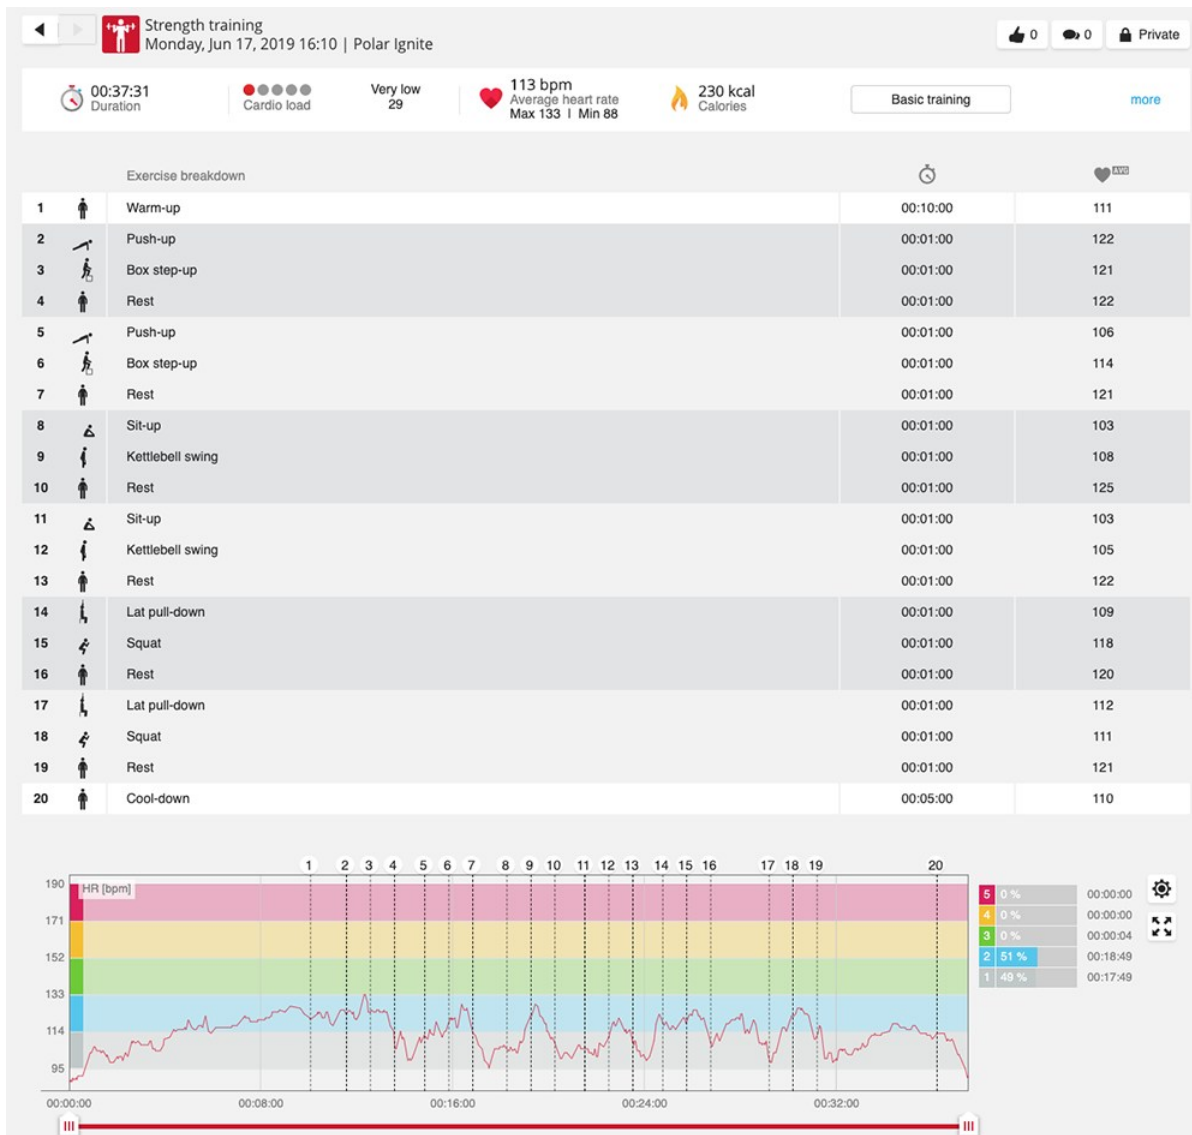 Strength training
Monday, Jun 17, 2019 16:10 | Polar Ignite
0 0 Private
00:37:31
Duration
Cardio load
Very low
29
113 bpm
Average heart rate
Max 133 | Min 88
230 kcal
Calories
Basic training
more
Exercise breakdown AVG
1 Warm-up 00:10:00 111
2 Push-up 00:01:00 122
3 Box step-up 00:01:00 121
4 Rest 00:01:00 122
5 Push-up 00:01:00 106
6 Box step-up 00:01:00 114
7 Rest 00:01:00 121
8 Sit-up 00:01:00 103
9 Kettlebell swing 00:01:00 108
10 Rest 00:01:00 125
11 Sit-up 00:01:00 103
12 Kettlebell swing 00:01:00 105
13 Rest 00:01:00 122
14 Lat pull-down 00:01:00 109
15 Squat 00:01:00 118
16 Rest 00:01:00 120
17 Lat pull-down 00:01:00 112
18 Squat 00:01:00 111
19 Rest 00:01:00 121
20 Cool-down 00:05:00 110
1 2 3 4 5 6 7 8 9 10 11 12 13 14 15 16 17 18 19 20
HR [bpm]
190
171
152
133
114
95
00:00:00 00:08:00 00:16:00 00:24:00 00:32:00
5 0 % 00:00:00
4 0 % 00:00:00
3 0 % 00:00:04
2 51 % 00:18:49
1 49 % 00:17:49